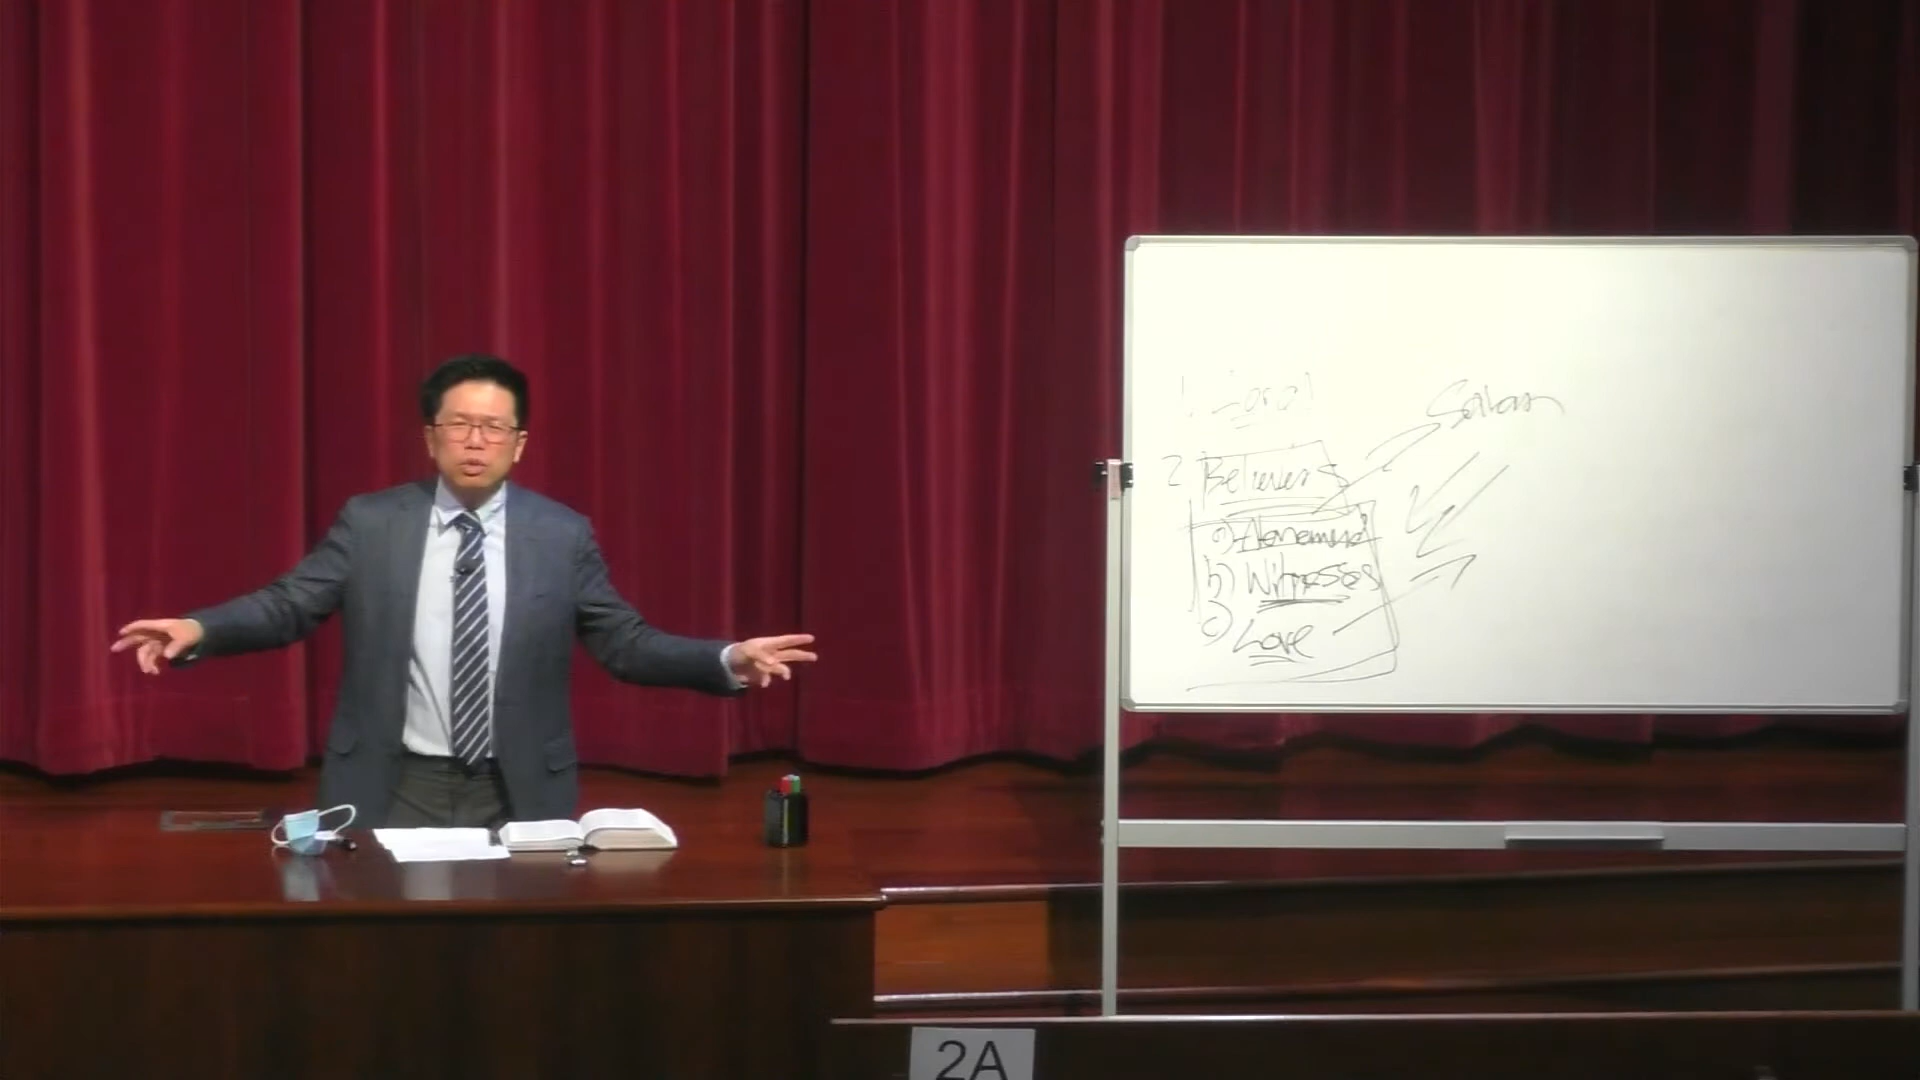 Satan
2 Believers
a) Atonement
b) Witnesses
c) Love
2A